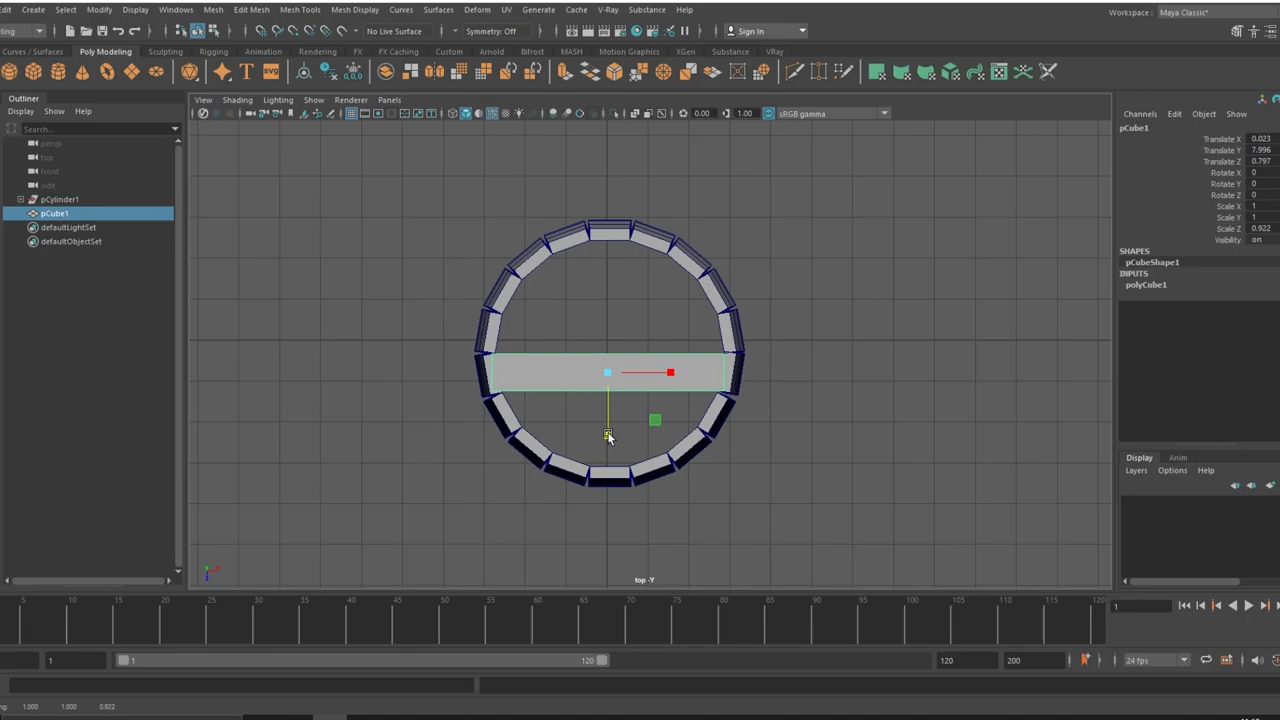 Edit Create Select Modify Display Windows Mesh Edit Mesh Mesh Tools Mesh Display Curves Surfaces Deform UV Generate Cache V-Ray Substance Help
Workspace: Maya Classic*
No Live Surface Symmetry: Off Sign In
Curves / Surfaces Poly Modeling Sculpting Rigging Animation Rendering FX FX Caching Custom Arnold Bifrost MASH Motion Graphics XGen Substance VRay
Outliner
Display Show Help
Search...
persp
top
front
side
pCylinder1
pCube1
defaultLightSet
defaultObjectSet
View Shading Lighting Show Renderer Panels
0.00 1.00 sRGB gamma
top -Y
Channels Edit Object Show
pCube1
Translate X 0.023
Translate Y 7.996
Translate Z 0.797
Rotate X 0
Rotate Y 0
Rotate Z 0
Scale X 1
Scale Y 1
Scale Z 0.922
Visibility on
SHAPES
pCubeShape1
INPUTS
polyCube1
Display Anim
Layers Options Help
5 10 15 20 25 30 35 40 45 50 55 60 65 70 75 80 85 90 95 100 105 110 115 120
1
1 1 120 120 200 24 fps
1.000 1.000 0.922